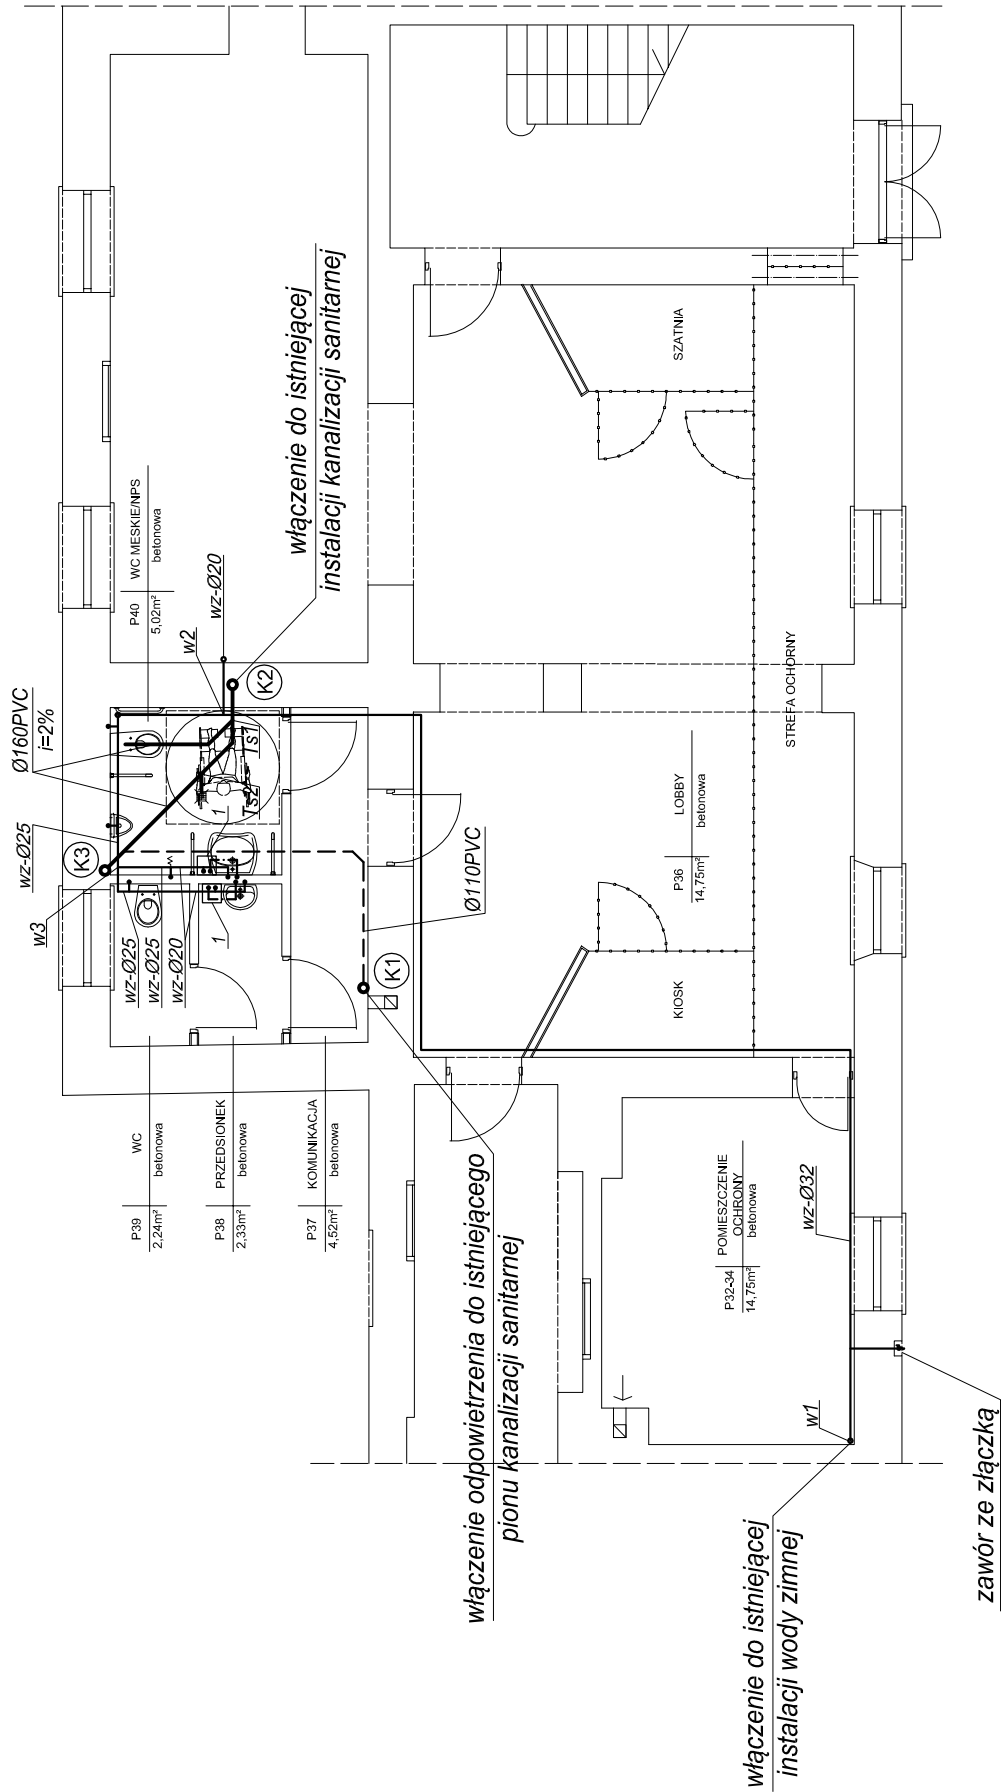 włączenie do istniejącej
instalacji wody zimnej
zawór ze złączką
w1
wz-Ø32
P32-34
POMIESZCZENIE
OCHRONY
14,75m²
betonowa
włączenie odpowietrzenia do istniejącego
pionu kanalizacji sanitarnej
P39
WC
2,24m²
betonowa
P38
PRZEDSIONEK
2,33m²
betonowa
P37
KOMUNIKACJA
4,52m²
betonowa
w3
wz-Ø25
wz-Ø25
wz-Ø25
wz-Ø20
K3
K1
Ø110PVC
1
1
Ts2
Ts1
Ø160PVC
i=2%
K2
w2
wz-Ø20
P40
WC MESKIE/NPS
5,02m²
betonowa
włączenie do istniejącej
instalacji kanalizacji sanitarnej
KIOSK
P36
LOBBY
14,75m²
betonowa
STREFA OCHORNY
SZATNIA